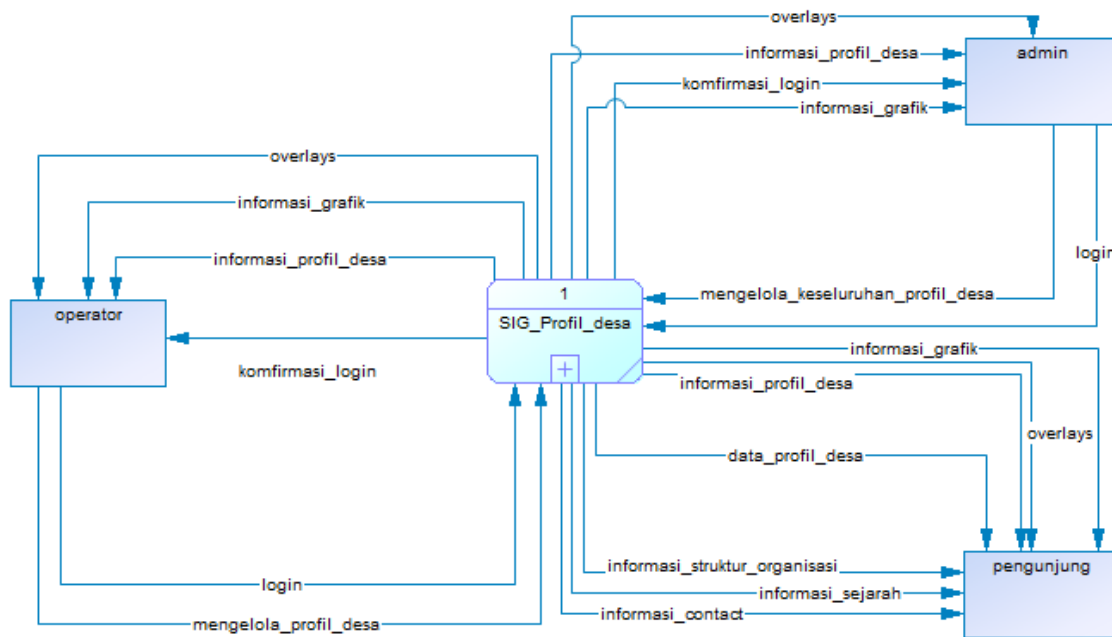 overlays
informasi_profil_desa
admin
komfirmasi_login
informasi_grafik
overlays
informasi_grafik
informasi_profil_desa
login
1
mengelola_keseluruhan_profil_desa
operator
SIG_Profil_desa
informasi_grafik
komfirmasi_login
informasi_profil_desa
overlays
data_profil_desa
informasi_struktur_organisasi
pengunjung
login
informasi_sejarah
informasi_contact
mengelola_profil_desa